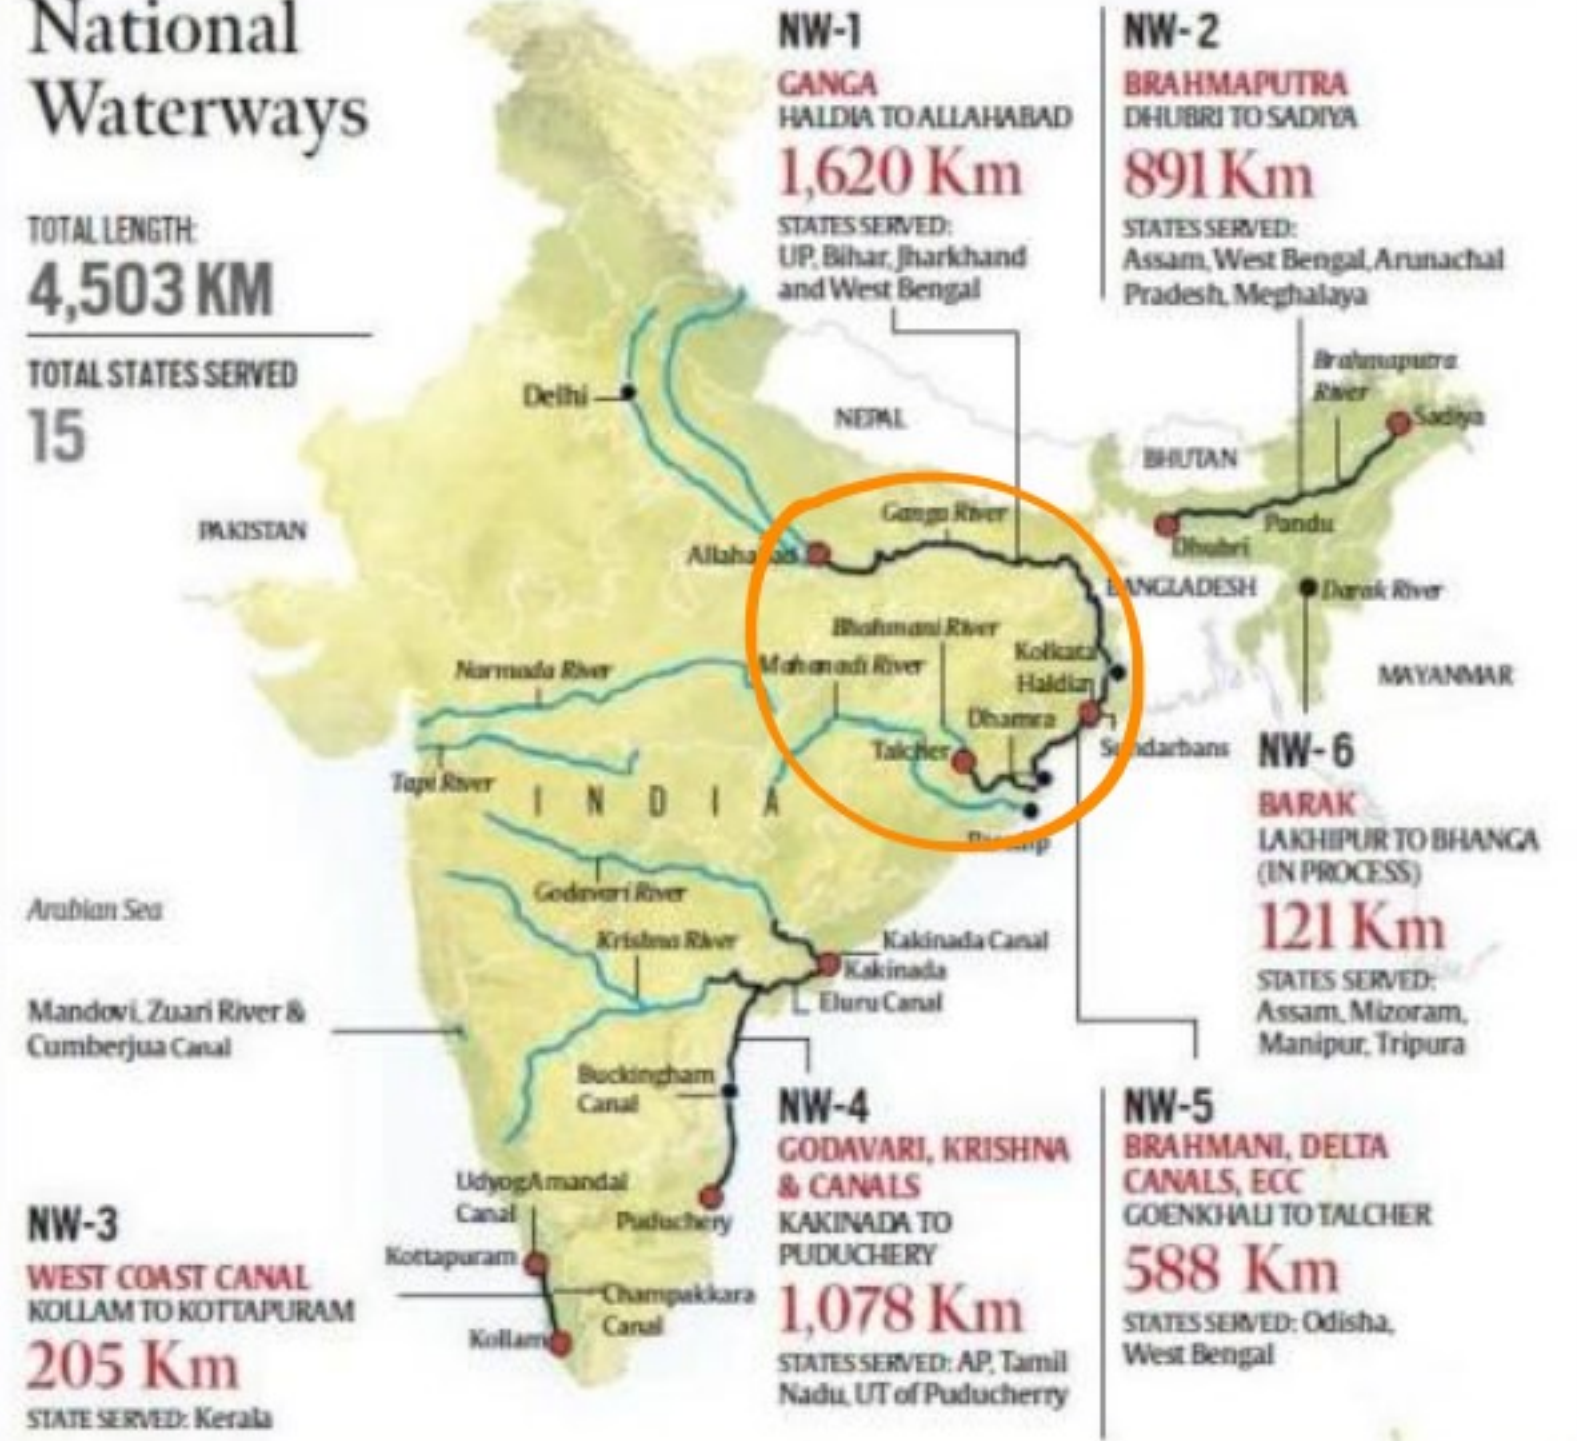 National
Waterways
TOTAL LENGTH:
4,503 KM
TOTAL STATES SERVED
15
NW-1
GANGA
HALDIA TO ALLAHABAD
1,620 Km
STATES SERVED:
UP, Bihar, Jharkhand
and West Bengal
NW-2
BRAHMAPUTRA
DHUBRI TO SADIYA
891 Km
STATES SERVED:
Assam, West Bengal, Arunachal
Pradesh, Meghalaya
Brahmaputra
River
Sadiya
Delhi
NEPAL
BHUTAN
PAKISTAN
Ganga River
Pandu
Dhubri
Allahabad
BANGLADESH
Darak River
Bhahmani River
Kolkata
Normada River
Mahanadi River
Haldia
MAYANMAR
Dhamra
Talcher
Sundarbans
Tapi River
INDIA
NW-6
BARAK
LAKHIPUR TO BHANGA
(IN PROCESS)
121 Km
STATES SERVED:
Assam, Mizoram,
Manipur, Tripura
Godavari River
Arabian Sea
Krishna River
Kakinada Canal
Kakinada
Eluru Canal
Mandovi, Zuari River &
Cumberjua Canal
Buckingham
Canal
NW-4
GODAVARI, KRISHNA
& CANALS
KAKINADA TO
PUDUCHERY
1,078 Km
STATES SERVED: AP, Tamil
Nadu, UT of Puducherry
NW-5
BRAHMANI, DELTA
CANALS, ECC
GOENKHALI TO TALCHER
588 Km
STATES SERVED: Odisha,
West Bengal
UdyogAmandal
Canal
Puduchery
Kottapuram
Champakkara
Canal
Kollam
NW-3
WEST COAST CANAL
KOLLAM TO KOTTAPURAM
205 Km
STATE SERVED: Kerala